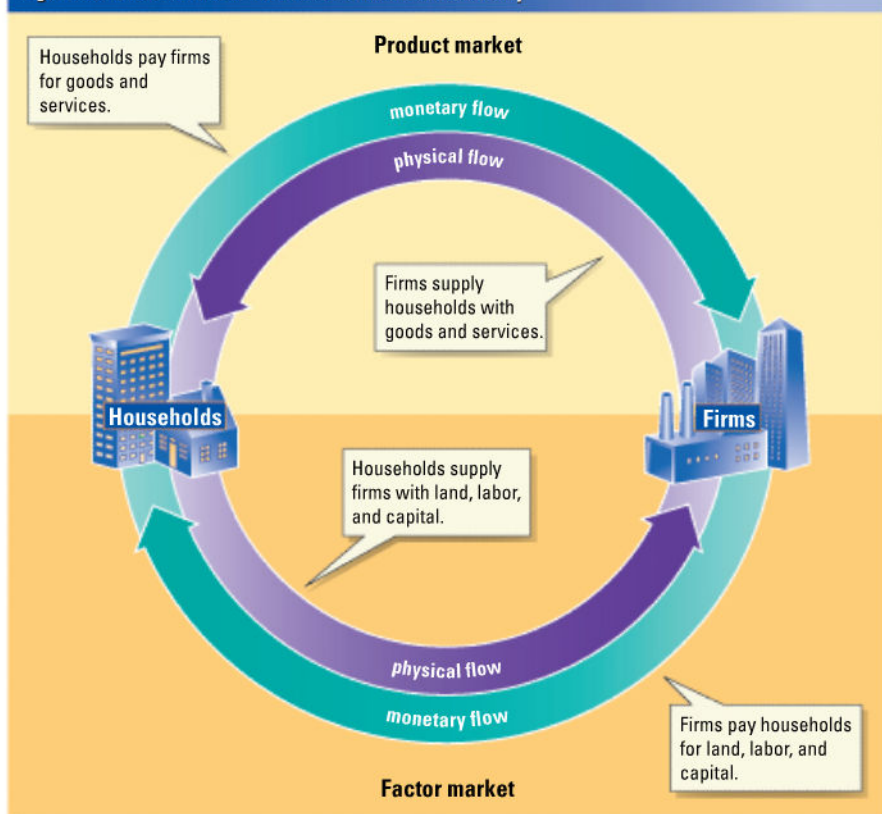 Product market
Households pay firms
for goods and
services.
monetary flow
physical flow
Firms supply
households with
goods and services.
Households
Firms
Households supply
firms with land, labor,
and capital.
physical flow
monetary flow
Firms pay households
for land, labor, and
capital.
Factor market